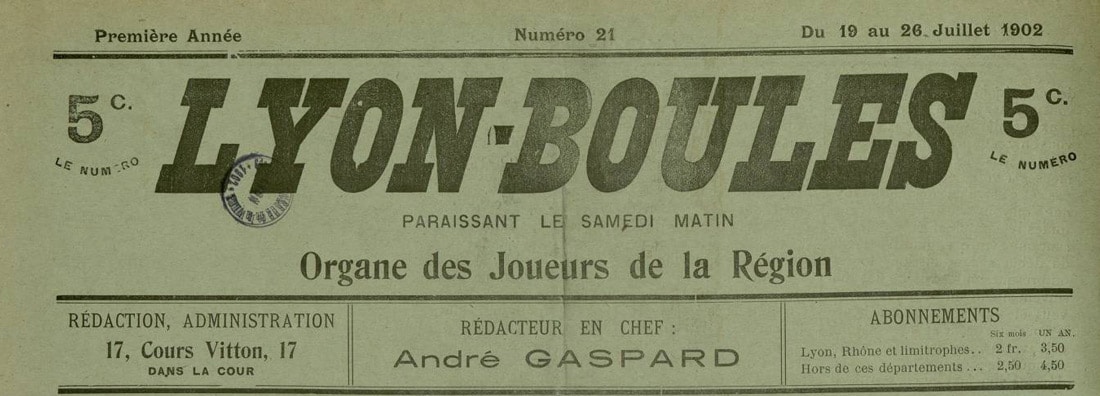 Première Année Numéro 21 Du 19 au 26 Juillet 1902
5 C. LYON-BOULES 5 C.
LE NUMERO LE NUMERO
PARAISSANT LE SAMEDI MATIN
Organe des Joueurs de la Région
RÉDACTION, ADMINISTRATION
17, Cours Vitton, 17
DANS LA COUR
RÉDACTEUR EN CHEF :
André GASPARD
ABONNEMENTS
Six mois UN AN.
Lyon, Rhône et limitrophes.. 2 fr. 3,50
Hors de ces départements ... 2,50 4,50